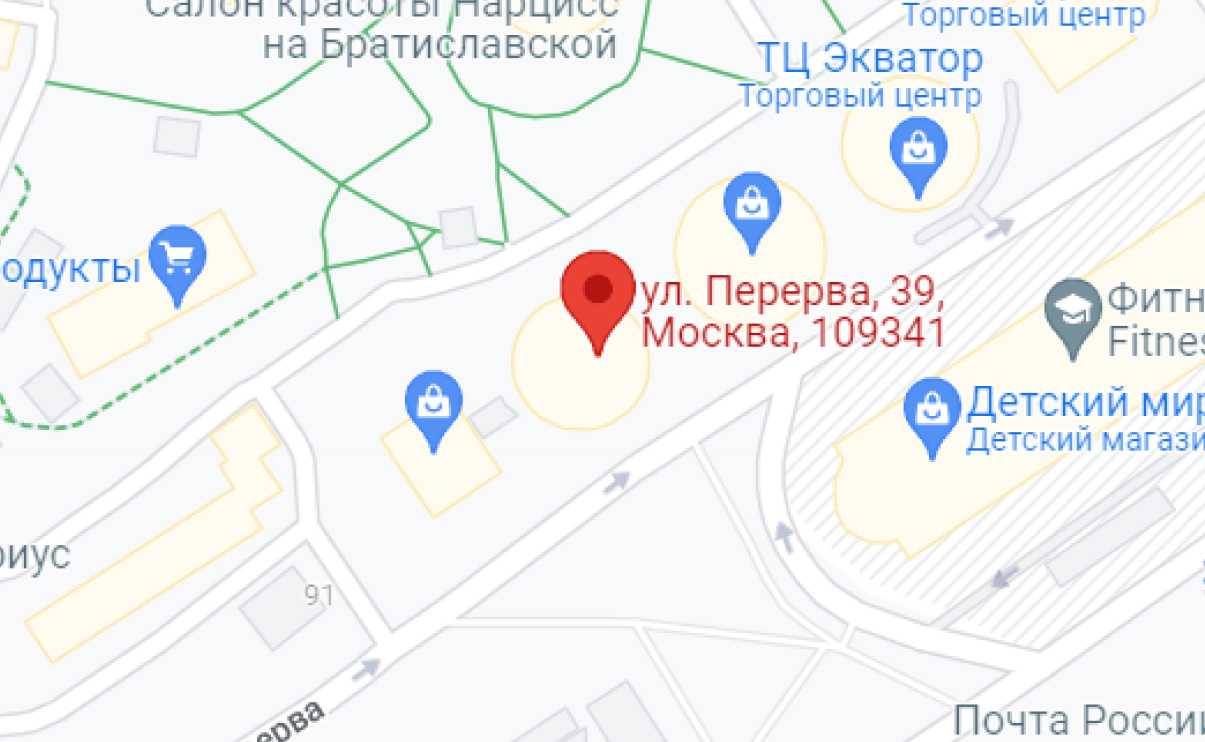 Салон красоты Нарцисс
на Братиславской
Торговый центр
ТЦ Экватор
Торговый центр
одукты
ул. Перерва, 39,
Москва, 109341
Фитн
Fitnes
Детский мир
Детский магази
риус
91
ерва
Почта России